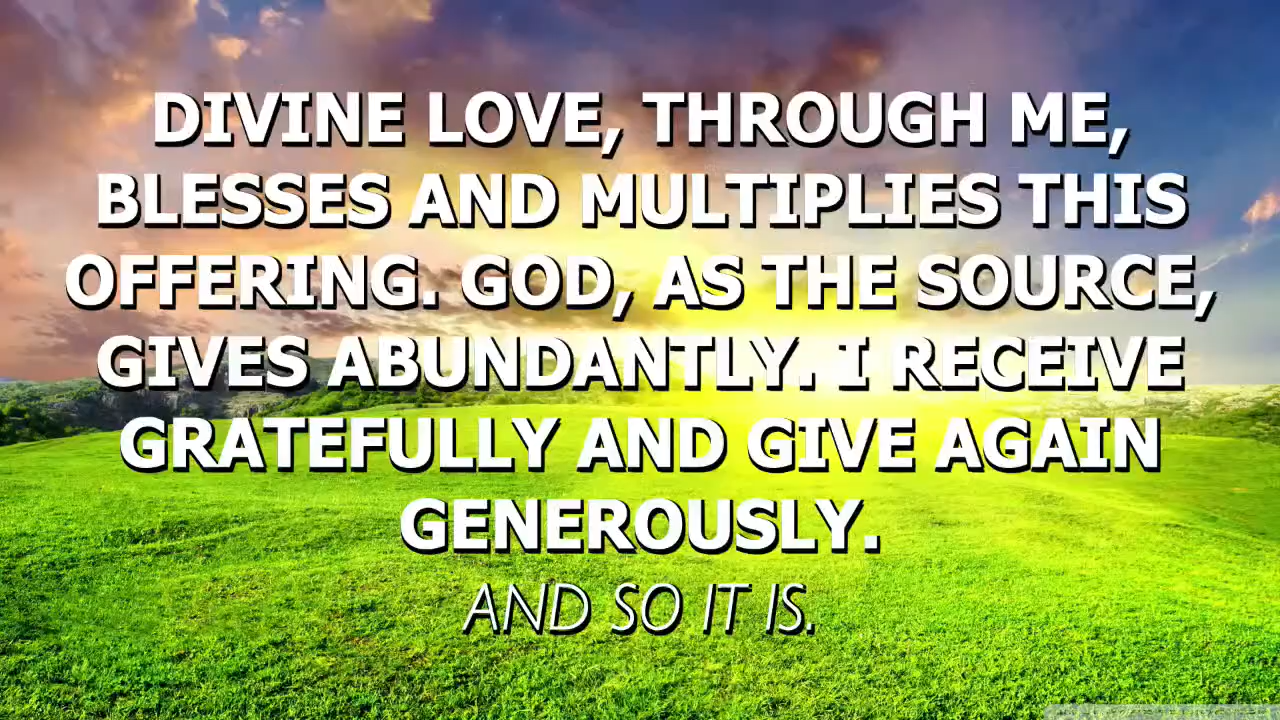 DIVINE LOVE, THROUGH ME,
BLESSES AND MULTIPLIES THIS
OFFERING. GOD, AS THE SOURCE,
GIVES ABUNDANTLY. I RECEIVE
GRATEFULLY AND GIVE AGAIN
GENEROUSLY.
AND SO IT IS.